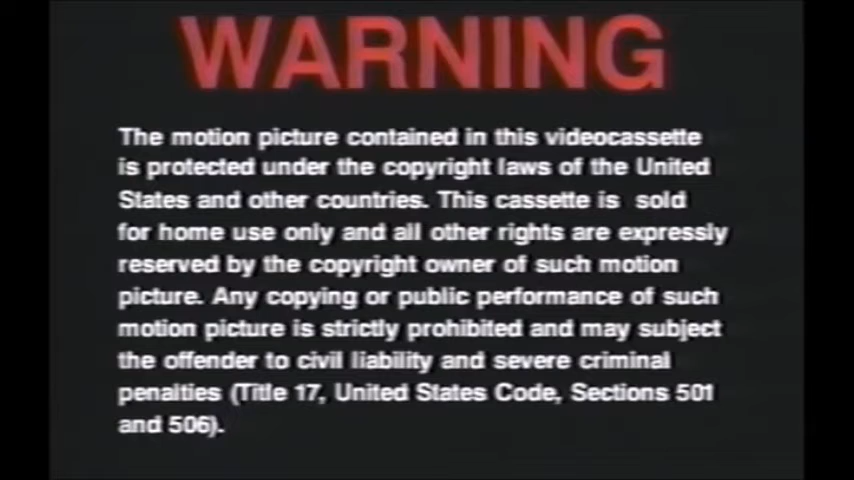 WARNING
The motion picture contained in this videocassette
is protected under the copyright laws of the United
States and other countries. This cassette is sold
for home use only and all other rights are expressly
reserved by the copyright owner of such motion
picture. Any copying or public performance of such
motion picture is strictly prohibited and may subject
the offender to civil liability and severe criminal
penalties (Title 17, United States Code, Sections 501
and 506).